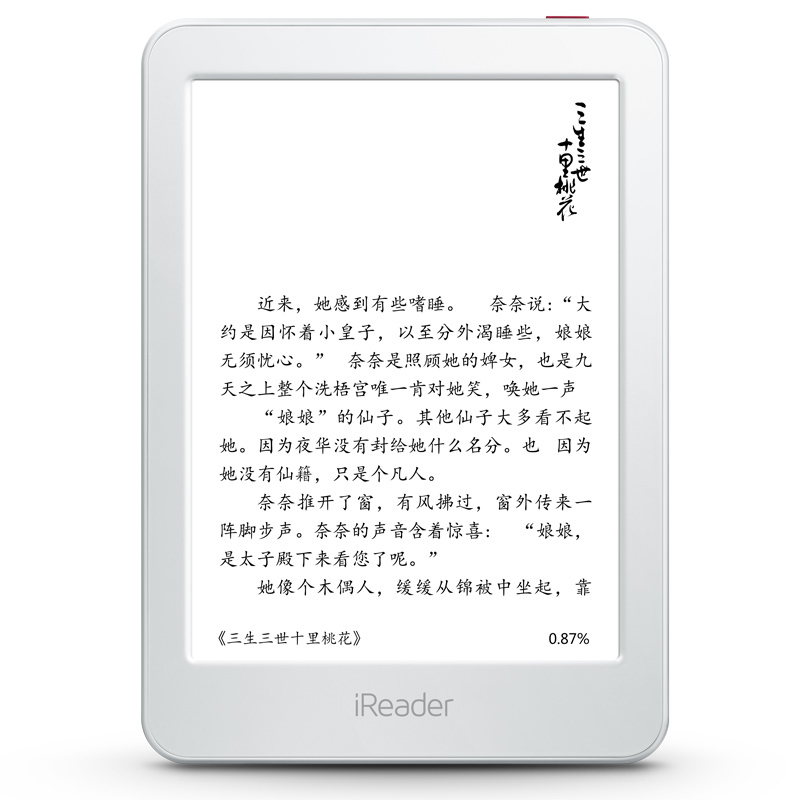 三生三世
十里桃花
近来，她感到有些嗜睡。 奈奈说：“大
约是因怀着小皇子，以至分外渴睡些，娘娘
无须忧心。” 奈奈是照顾她的婢女，也是九
天之上整个洗梧宫唯一肯对她笑，唤她一声
“娘娘”的仙子。其他仙子大多看不起
她。因为夜华没有封给她什么名分。也 因为
她没有仙籍，只是个凡人。
奈奈推开了窗，有风拂过，窗外传来一
阵脚步声。奈奈的声音含着惊喜： “娘娘，
是太子殿下来看您了呢。”
她像个木偶人，缓缓从锦被中坐起，靠
《三生三世十里桃花》 0.87%
iReader